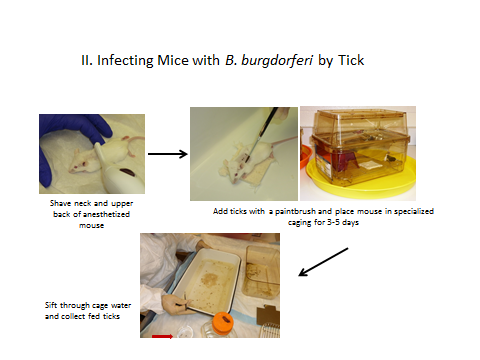 II. Infecting Mice with B. burgdorferi by Tick
Shave neck and upper
back of anesthetized
mouse
Add ticks with a paintbrush and place mouse in specialized
caging for 3-5 days
Sift through cage water
and collect fed ticks